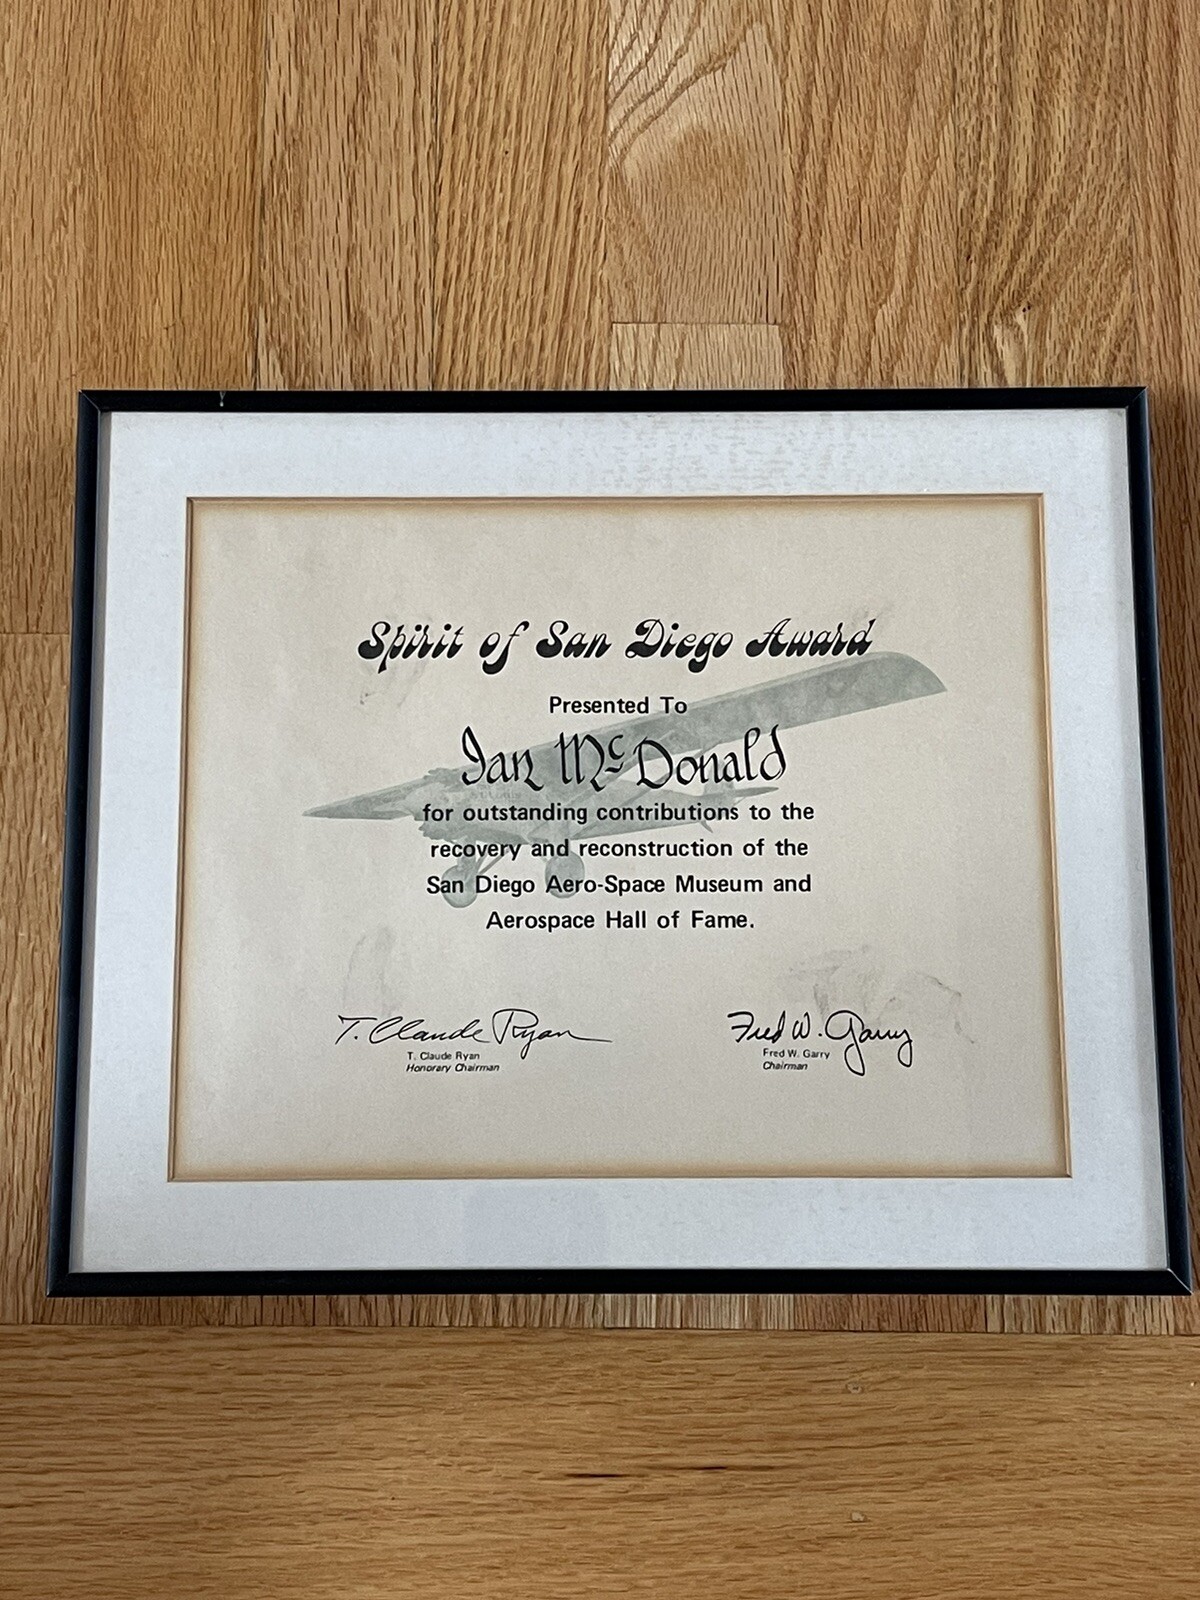 Spirit of San Diego Award
Presented To
Ian McDonald
for outstanding contributions to the
recovery and reconstruction of the
San Diego Aero-Space Museum and
Aerospace Hall of Fame.
T. Claude Ryan
T. Claude Ryan
Honorary Chairman
Fred W. Garry
Fred W. Garry
Chairman